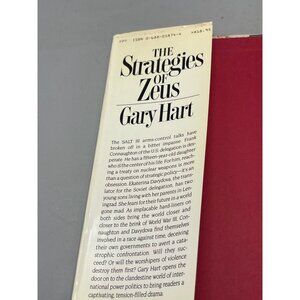 ISBN 0-688-05874-4
THE
Strategies
OF
Zeus
Gary Hart
The SALT III arms-control talks have
broken off in a bitter impasse. Frank
Connaughton of the U.S. delegation is des-
perate. He has a fifteen-year-old daughter
who is the center of his life. For him, reach-
ing a treaty on nuclear weapons is more
than a question of strategic policy—it's an
obsession. Ekaterina Davydova, the trans-
lator for the Soviet delegation, has two
young sons living with her parents in Len-
ingrad. She fears for their future in a world
gone mad. As implacable hard-liners on
both sides bring the world closer and
closer to the brink of World War III, Con-
naughton and Davydova find themselves
involved in a race against time, deceiving
their own governments to avert a cata-
strophic confrontation. Will they suc-
ceed? Or will the worshipers of violence
destroy them first? Gary Hart opens the
door on to the clandestine world of inter-
national power politics to bring readers a
captivating, tension-filled drama.